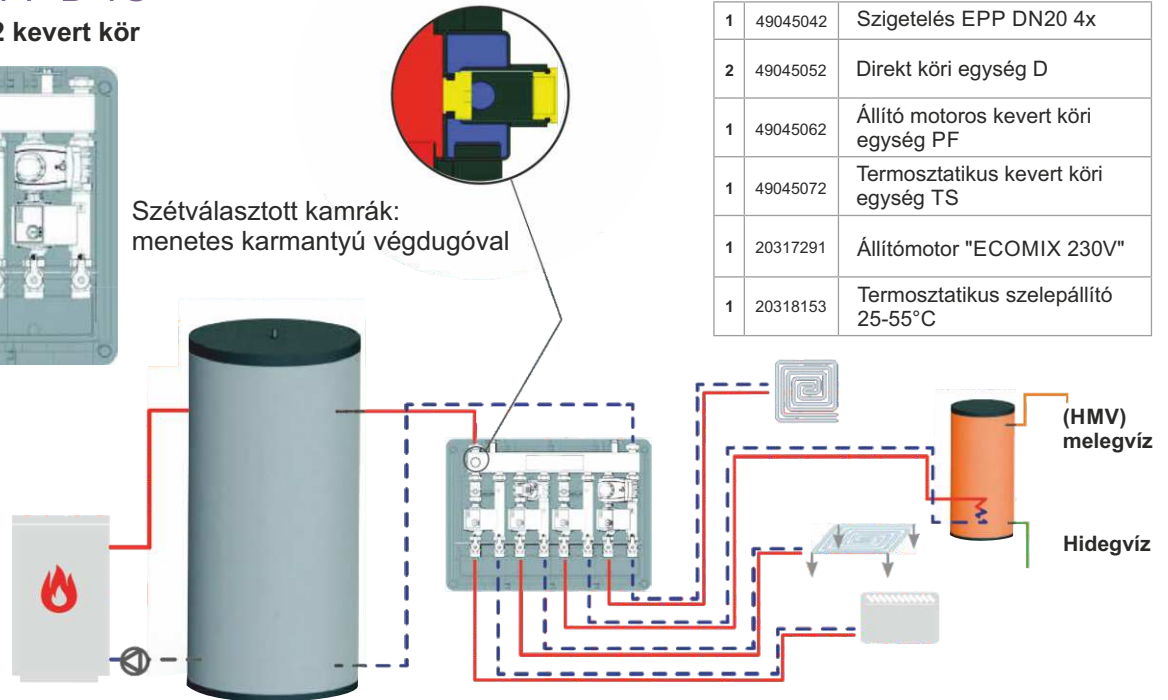 2 kevert kör
Szétválasztott kamrák:
menetes karmantyú végdugóval
1 49045042 Szigetelés EPP DN20 4x
2 49045052 Direkt köri egység D
1 49045062 Állító motoros kevert köri
egység PF
1 49045072 Termosztatikus kevert köri
egység TS
1 20317291 Állítómotor "ECOMIX 230V"
1 20318153 Termosztatikus szelepállító
25-55°C
(HMV)
melegvíz
Hidegvíz